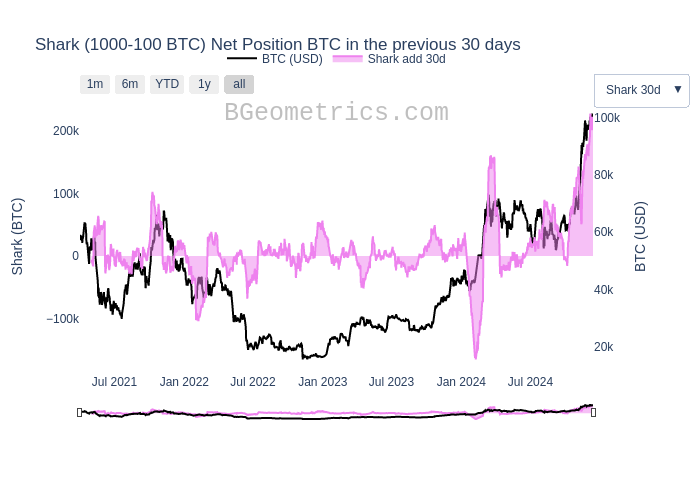 Shark (1000-100 BTC) Net Position BTC in the previous 30 days
BTC (USD) Shark add 30d
1m 6m YTD 1y all
Shark 30d ▼
BGeometrics.com
200k
100k
0
−100k
Shark (BTC)
100k
80k
60k
40k
20k
BTC (USD)
Jul 2021 Jan 2022 Jul 2022 Jan 2023 Jul 2023 Jan 2024 Jul 2024